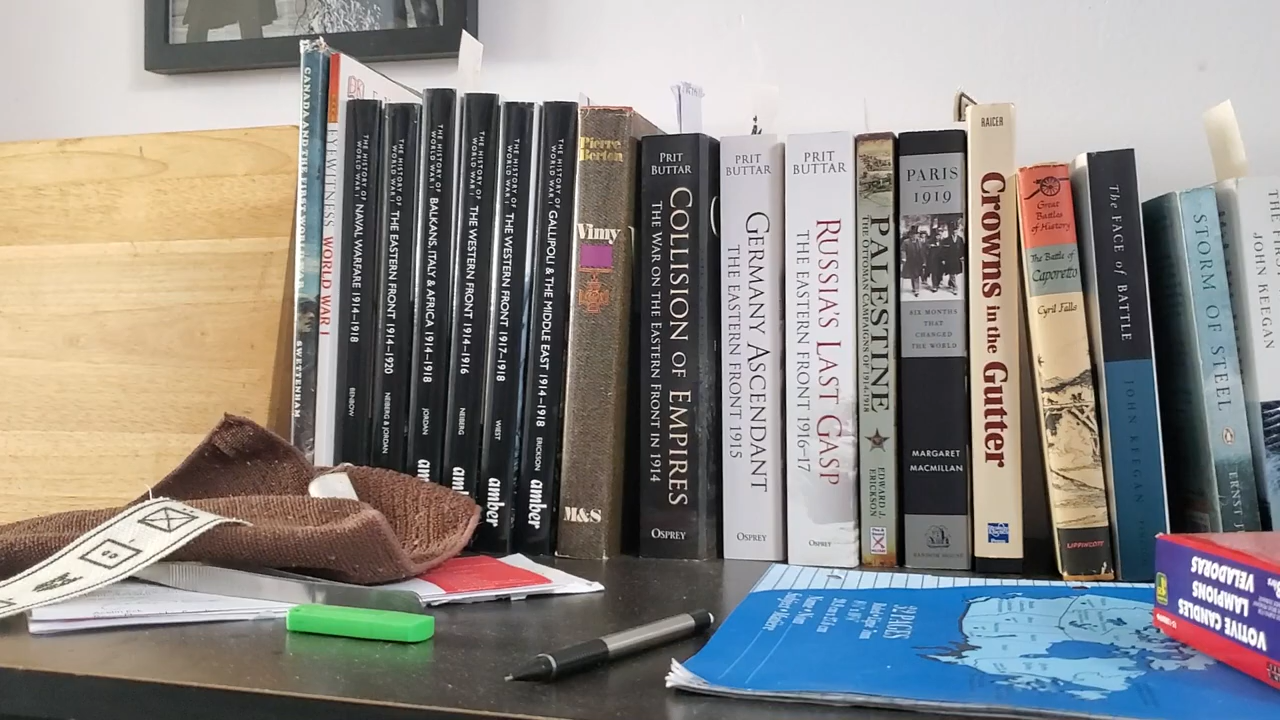 CANADA AND THE FIRST WORLD WAR
SWETTENHAM
DK
EYEWITNESS WORLD WAR I
THE HISTORY OF
WORLD WAR I
NAVAL WARFARE 1914–1918
BENBOW
THE HISTORY OF
WORLD WAR I
THE EASTERN FRONT 1914–1920
NEIBERG & JORDAN
THE HISTORY OF
WORLD WAR I
BALKANS, ITALY & AFRICA 1914–1918
JORDAN
THE HISTORY OF
WORLD WAR I
THE WESTERN FRONT 1914–1916
NEIBERG
THE HISTORY OF
WORLD WAR I
THE WESTERN FRONT 1917–1918
WIEST
amber
THE HISTORY OF
WORLD WAR I
GALLIPOLI & THE MIDDLE EAST 1914–1918
ERICKSON
amber
Pierre
Berton
Vimy
M&S
PRIT
BUTTAR
COLLISION OF EMPIRES
THE WAR ON THE EASTERN FRONT IN 1914
OSPREY
PRIT
BUTTAR
GERMANY ASCENDANT
THE EASTERN FRONT 1915
OSPREY
PRIT
BUTTAR
RUSSIA'S LAST GASP
THE EASTERN FRONT 1916–17
OSPREY
PALESTINE
THE OTTOMAN CAMPAIGNS OF 1914–1918
EDWARD J.
ERICKSON
PARIS
1919
SIX MONTHS
THAT
CHANGED
THE WORLD
MARGARET
MACMILLAN
RANDOM HOUSE
RAICER
Crowns in the Gutter
Great
Battles
of History
The Battle of
Caporetto
Cyril Falls
LIPPINCOTT
THE FACE OF BATTLE
JOHN KEEGAN
STORM OF STEEL
ERNST
THE
JOHN KEEGAN
32 PAGES
VOTIVE CANDLES
LAMPIONS
VELADORAS